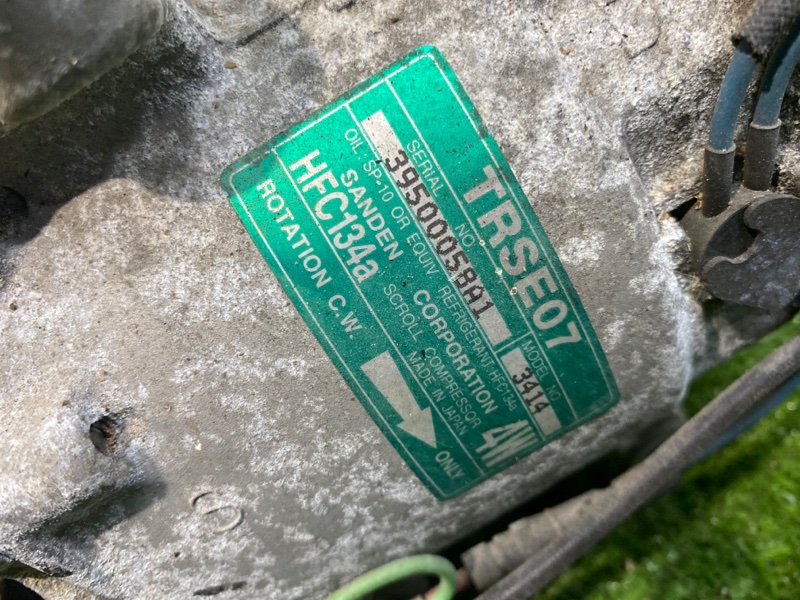 TRSE07
SERIAL NO.
MODEL NO.
39500058A1
3414
OIL: SP-10 OR EQUIV REFRIGERANT: HFC134a
SANDEN CORPORATION
HFC134a
SCROLL COMPRESSOR
MADE IN JAPAN
4W
ROTATION C.W.
ONLY
S